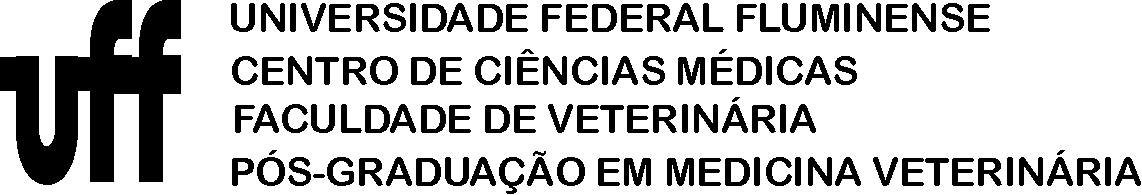 uff
UNIVERSIDADE FEDERAL FLUMINENSE
CENTRO DE CIÊNCIAS MÉDICAS
FACULDADE DE VETERINÁRIA
PÓS-GRADUAÇÃO EM MEDICINA VETERINÁRIA